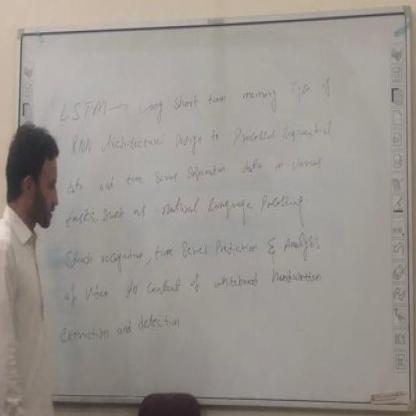 LSTM → Long Short term memory Type of
RNN Architecture Design to Processed Sequential
data and time Series Separation data in various
tasks, Such as Natural Language Processing
Speech recognition, time Series Prediction & Analysis
of Video In Context of whiteboard handwritten
Extraction and detection